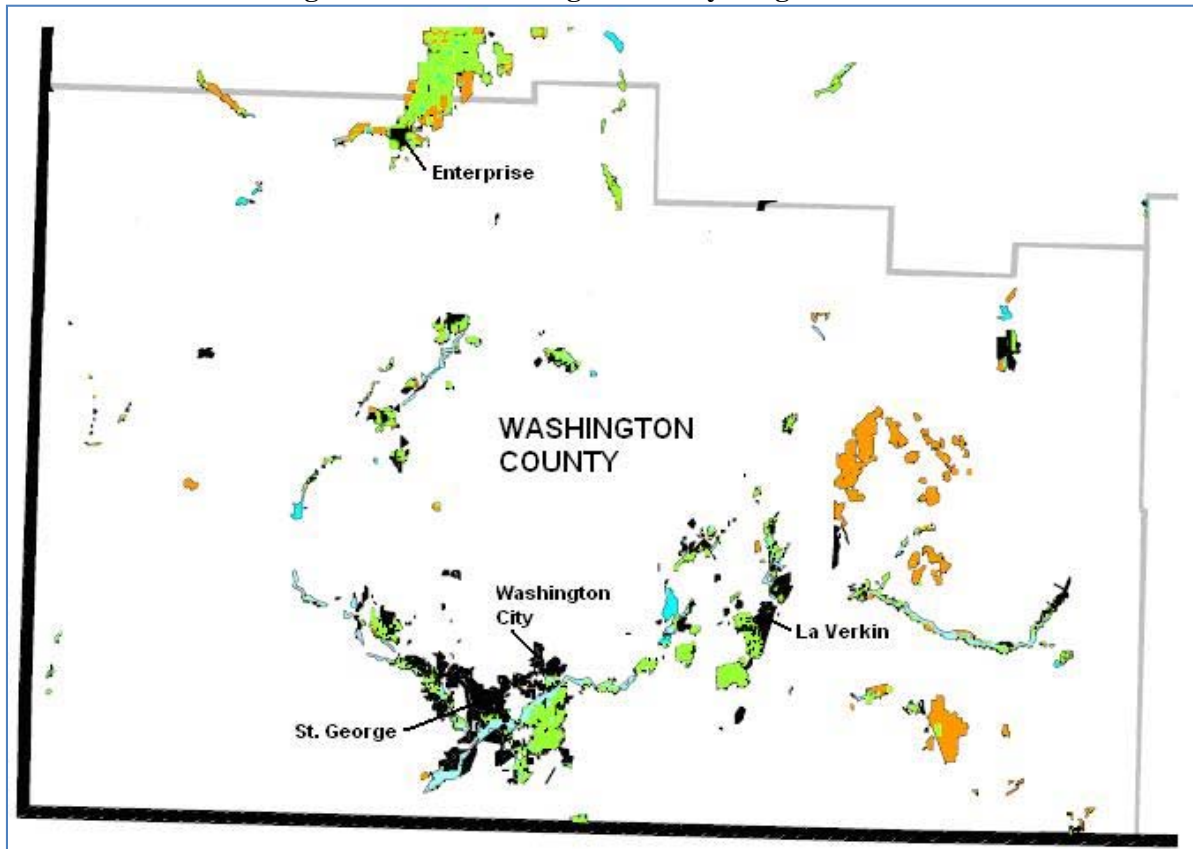 Enterprise
WASHINGTON
COUNTY
Washington
City
La Verkin
St. George